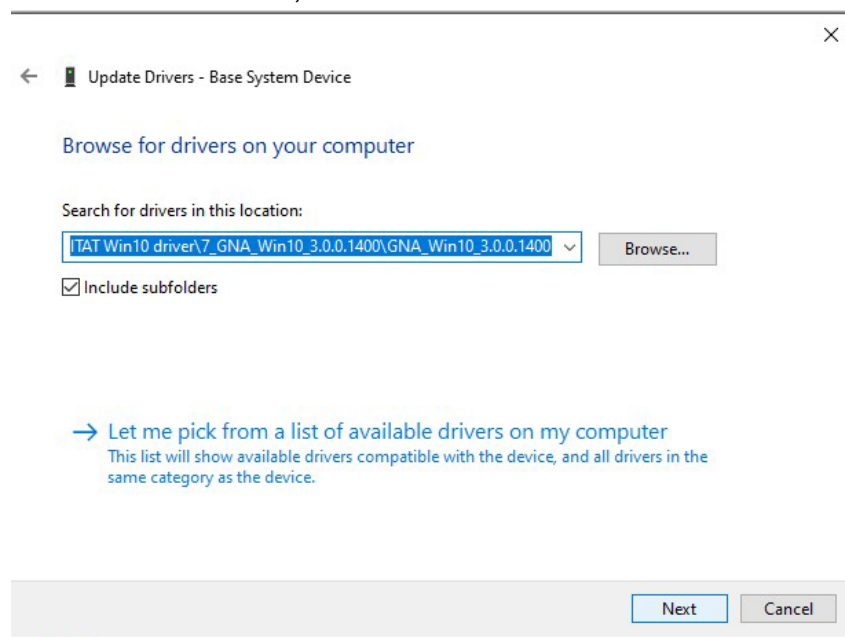 Update Drivers - Base System Device
Browse for drivers on your computer
Search for drivers in this location:
ITAT Win10 driver\7_GNA_Win10_3.0.0.1400\GNA_Win10_3.0.0.1400
Browse...
Include subfolders
Let me pick from a list of available drivers on my computer
This list will show available drivers compatible with the device, and all drivers in the
same category as the device.
Next
Cancel